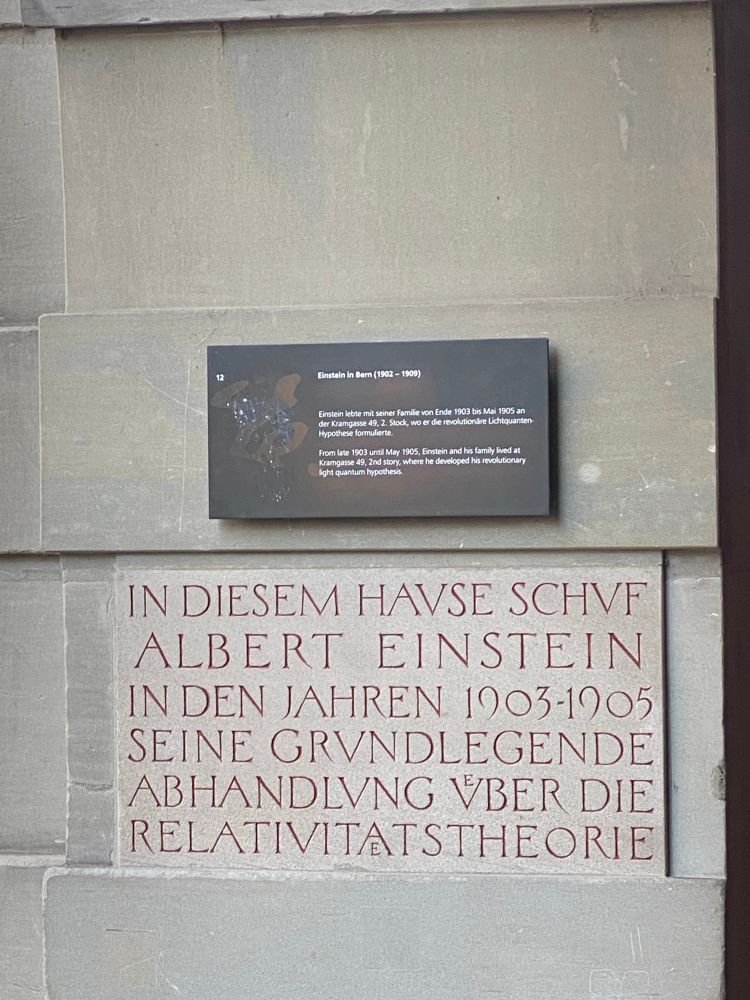 12
Einstein in Bern (1902 – 1909)
Einstein lebte mit seiner Familie von Ende 1903 bis Mai 1905 an
der Kramgasse 49, 2. Stock, wo er die revolutionäre Lichtquanten-
Hypothese formulierte.
From late 1903 until May 1905, Einstein and his family lived at
Kramgasse 49, 2nd story, where he developed his revolutionary
light quantum hypothesis.
IN DIESEM HAVSE SCHVF
ALBERT EINSTEIN
IN DEN JAHREN 1903-1905
SEINE GRVNDLEGENDE
ABHANDLVNG VEBER DIE
RELATIVITAETSTHEORIE